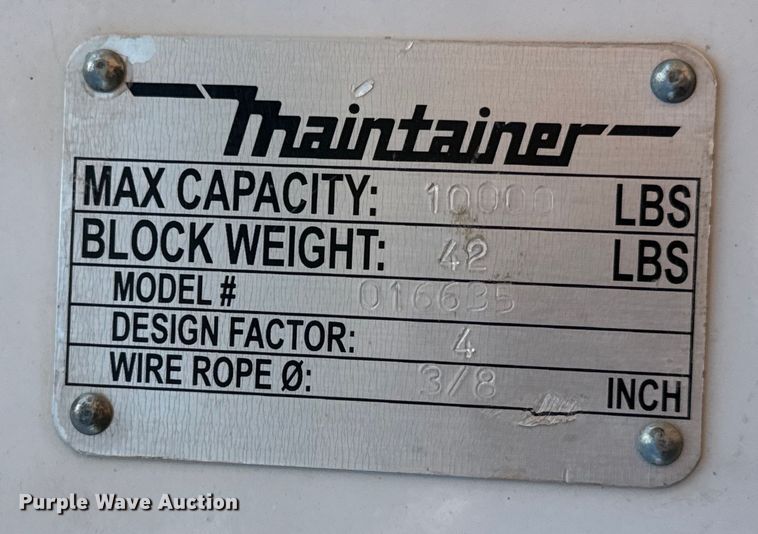 maintainer
MAX CAPACITY: 10000 LBS
BLOCK WEIGHT: 42 LBS
MODEL # 016635
DESIGN FACTOR: 4
WIRE ROPE Ø: 3/8 INCH
Purple Wave Auction